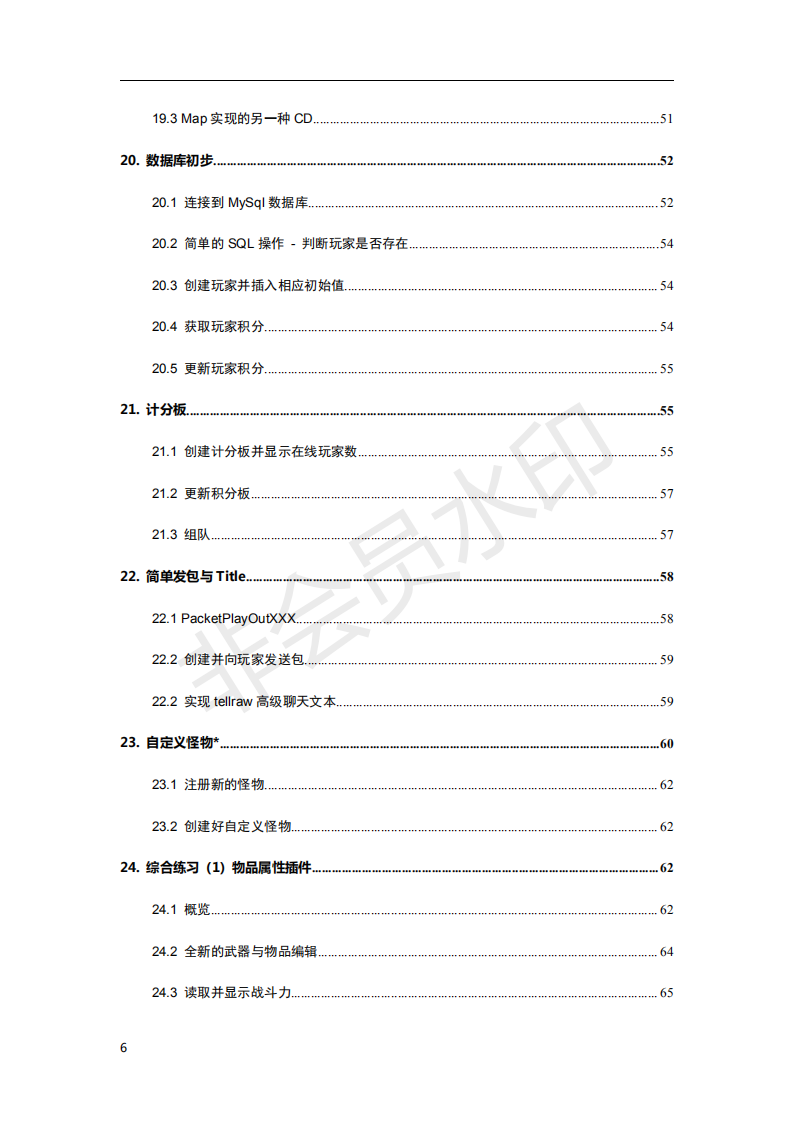 19.3 Map 实现的另一种 CD........................................................................................................51
20. 数据库初步........................................................................................................52
20.1 连接到 MySql 数据库........................................................................................................52
20.2 简单的 SQL 操作 - 判断玩家是否存在........................................................................................................54
20.3 创建玩家并插入相应初始值........................................................................................................54
20.4 获取玩家积分........................................................................................................54
20.5 更新玩家积分........................................................................................................55
21. 计分板........................................................................................................55
21.1 创建计分板并显示在线玩家数........................................................................................................55
21.2 更新积分板........................................................................................................57
21.3 组队........................................................................................................57
22. 简单发包与 Title........................................................................................................58
22.1 PacketPlayOutXXX........................................................................................................58
22.2 创建并向玩家发送包........................................................................................................59
22.2 实现 tellraw 高级聊天文本........................................................................................................59
23. 自定义怪物*........................................................................................................60
23.1 注册新的怪物........................................................................................................62
23.2 创建好自定义怪物........................................................................................................62
24. 综合练习（1）物品属性插件........................................................................................................62
24.1 概览........................................................................................................62
24.2 全新的武器与物品编辑........................................................................................................64
24.3 读取并显示战斗力........................................................................................................65
6
非会员水印